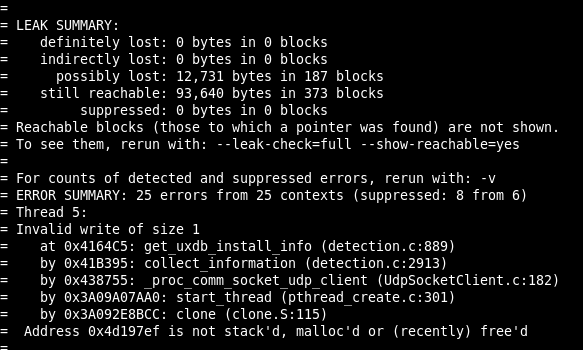 =
= LEAK SUMMARY:
=    definitely lost: 0 bytes in 0 blocks
=    indirectly lost: 0 bytes in 0 blocks
=      possibly lost: 12,731 bytes in 187 blocks
=    still reachable: 93,640 bytes in 373 blocks
=         suppressed: 0 bytes in 0 blocks
= Reachable blocks (those to which a pointer was found) are not shown.
= To see them, rerun with: --leak-check=full --show-reachable=yes
=
= For counts of detected and suppressed errors, rerun with: -v
= ERROR SUMMARY: 25 errors from 25 contexts (suppressed: 8 from 6)
= Thread 5:
= Invalid write of size 1
=    at 0x4164C5: get_uxdb_install_info (detection.c:889)
=    by 0x41B395: collect_information (detection.c:2913)
=    by 0x438755: _proc_comm_socket_udp_client (UdpSocketClient.c:182)
=    by 0x3A09A07AA0: start_thread (pthread_create.c:301)
=    by 0x3A092E8BCC: clone (clone.S:115)
=  Address 0x4d197ef is not stack'd, malloc'd or (recently) free'd
=